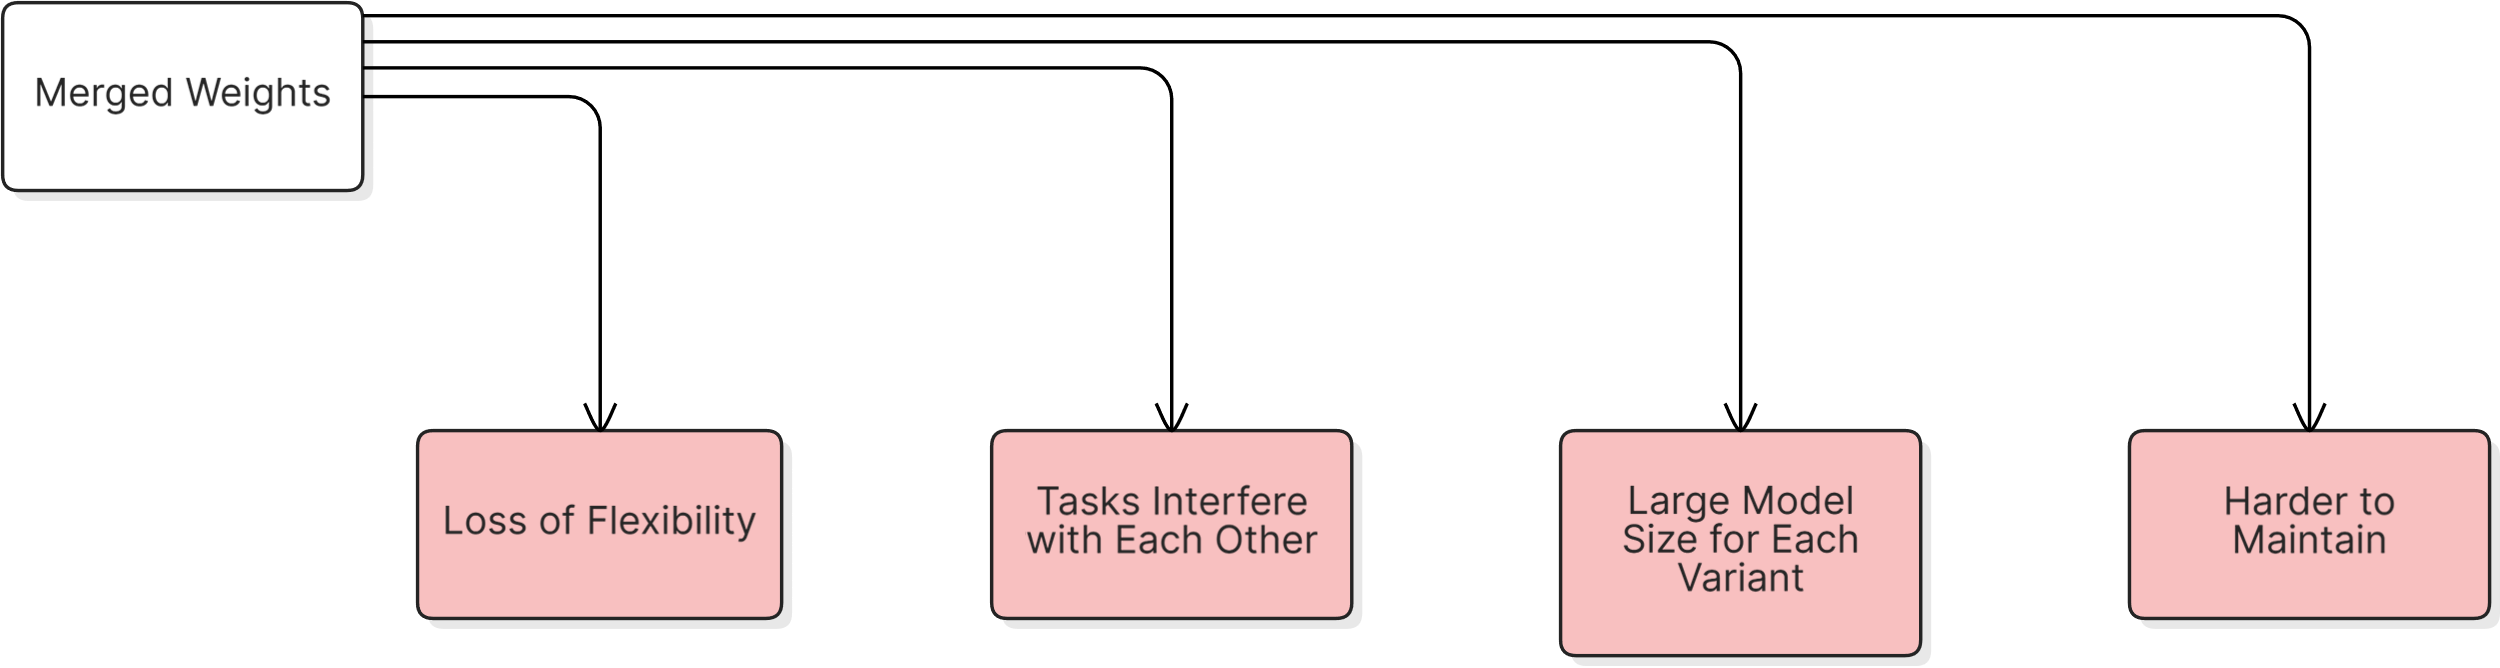 Merged Weights
Loss of Flexibility
Tasks Interfere
with Each Other
Large Model
Size for Each
Variant
Harder to
Maintain